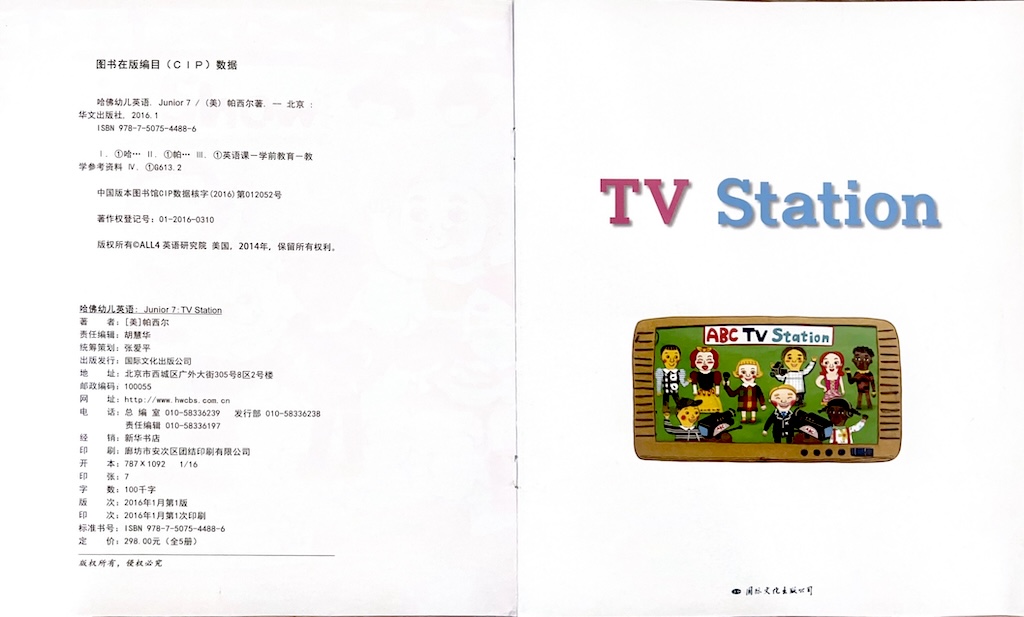 图书在版编目（CIP）数据
哈佛幼儿英语. Junior 7 /（美）帕西尔著. — 北京：
华文出版社, 2016.1
ISBN 978-7-5075-4488-6
Ⅰ. ①哈… Ⅱ. ①帕… Ⅲ. ①英语课－学前教育－教
学参考资料 Ⅳ. ①G613.2
中国版本图书馆CIP数据核字(2016)第012052号
著作权登记号：01-2016-0310
版权所有©ALL4英语研究院 美国, 2014年, 保留所有权利。
哈佛幼儿英语：Junior 7：TV Station
著　　者：[美]帕西尔
责任编辑：胡慧华
统筹策划：张爱平
出版发行：国际文化出版公司
地　　址：北京市西城区广外大街305号8区2号楼
邮政编码：100055
网　　址：http://www.hwcbs.com.cn
电　　话：总 编 室 010-58336239　发行部 010-58336238
责任编辑 010-58336197
经　　销：新华书店
印　　刷：廊坊市安次区团结印刷有限公司
开　　本：787×1092　1/16
印　　张：7
字　　数：100千字
版　　次：2016年1月第1版
印　　次：2016年1月第1次印刷
标准书号：ISBN 978-7-5075-4488-6
定　　价：298.00元（全5册）
版权所有，侵权必究
TV Station
ABC TV Station
国际文化出版公司